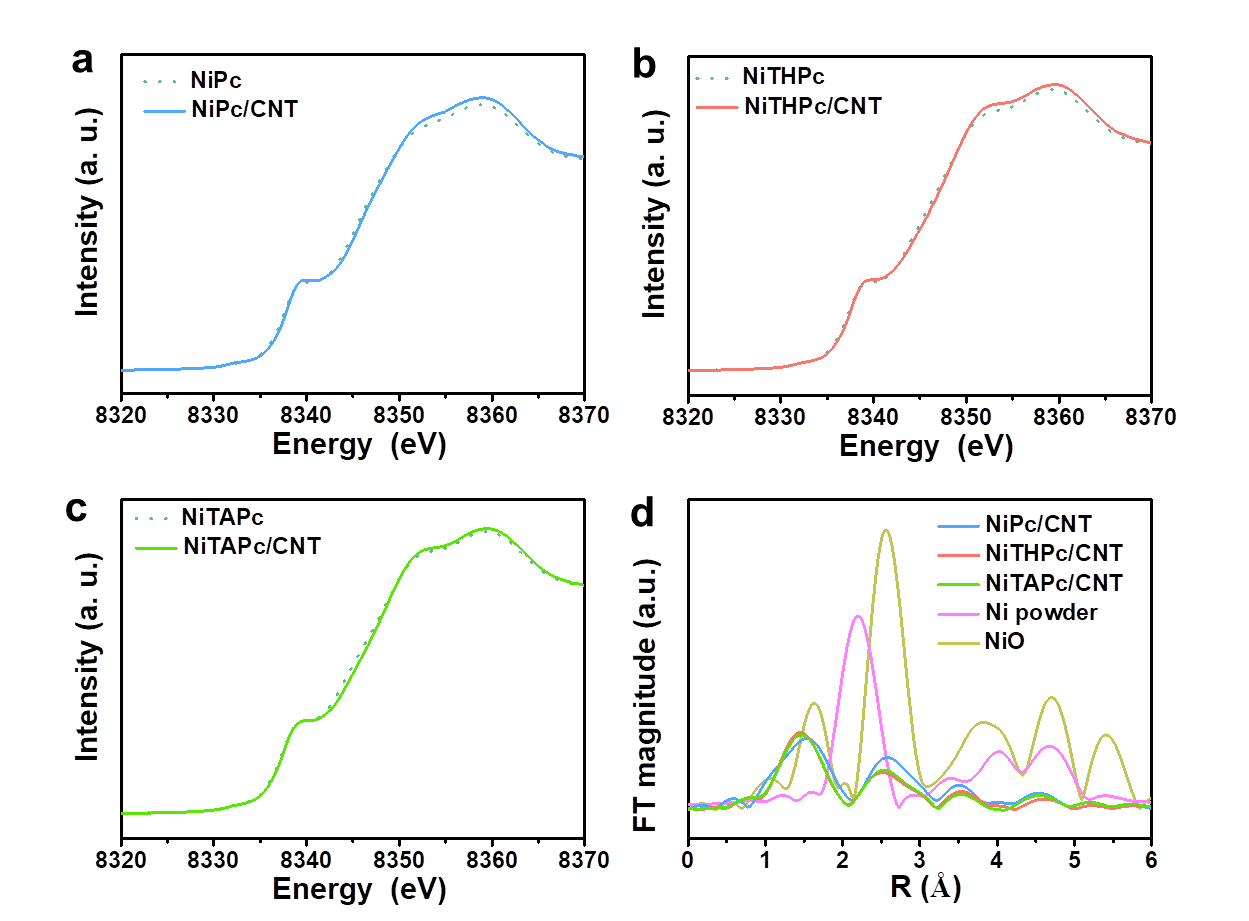 a
NiPc
NiPc/CNT
Intensity (a. u.)
8320 8330 8340 8350 8360 8370
Energy (eV)
b
NiTHPc
NiTHPc/CNT
Intensity (a. u.)
8320 8330 8340 8350 8360 8370
Energy (eV)
c
NiTAPc
NiTAPc/CNT
Intensity (a. u.)
8320 8330 8340 8350 8360 8370
Energy (eV)
d
NiPc/CNT
NiTHPc/CNT
NiTAPc/CNT
Ni powder
NiO
FT magnitude (a.u.)
0 1 2 3 4 5 6
R (Å)